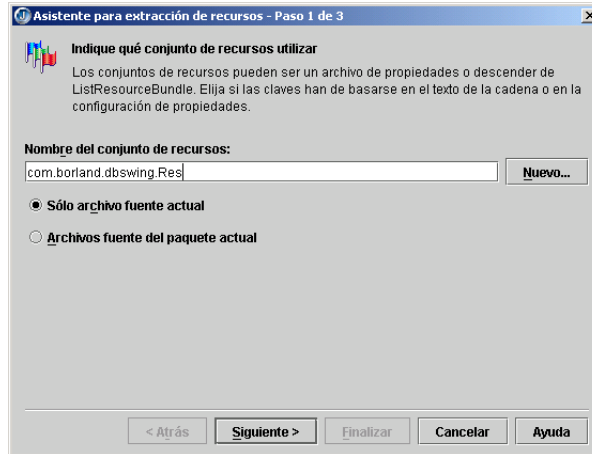 Asistente para extracción de recursos - Paso 1 de 3
Indique qué conjunto de recursos utilizar
Los conjuntos de recursos pueden ser un archivo de propiedades o descender de
ListResourceBundle. Elija si las claves han de basarse en el texto de la cadena o en la
configuración de propiedades.
Nombre del conjunto de recursos:
com.borland.dbswing.Res
Nuevo...
Sólo archivo fuente actual
Archivos fuente del paquete actual
< Atrás Siguiente > Finalizar Cancelar Ayuda